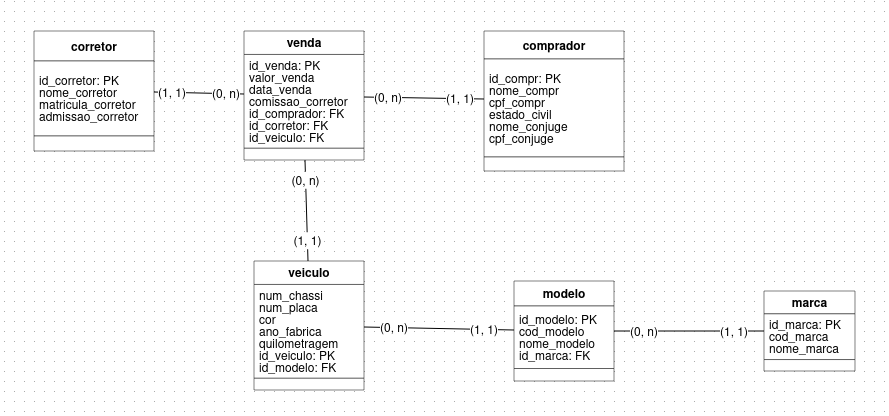 corretor
id_corretor: PK
nome_corretor
matricula_corretor
admissao_corretor
(1, 1)
(0, n)
venda
id_venda: PK
valor_venda
data_venda
comissao_corretor
id_comprador: FK
id_corretor: FK
id_veiculo: FK
(0, n)
(1, 1)
comprador
id_compr: PK
nome_compr
cpf_compr
estado_civil
nome_conjuge
cpf_conjuge
(0, n)
(1, 1)
veiculo
num_chassi
num_placa
cor
ano_fabrica
quilometragem
id_veiculo: PK
id_modelo: FK
(0, n)
(1, 1)
modelo
id_modelo: PK
cod_modelo
nome_modelo
id_marca: FK
(0, n)
(1, 1)
marca
id_marca: PK
cod_marca
nome_marca